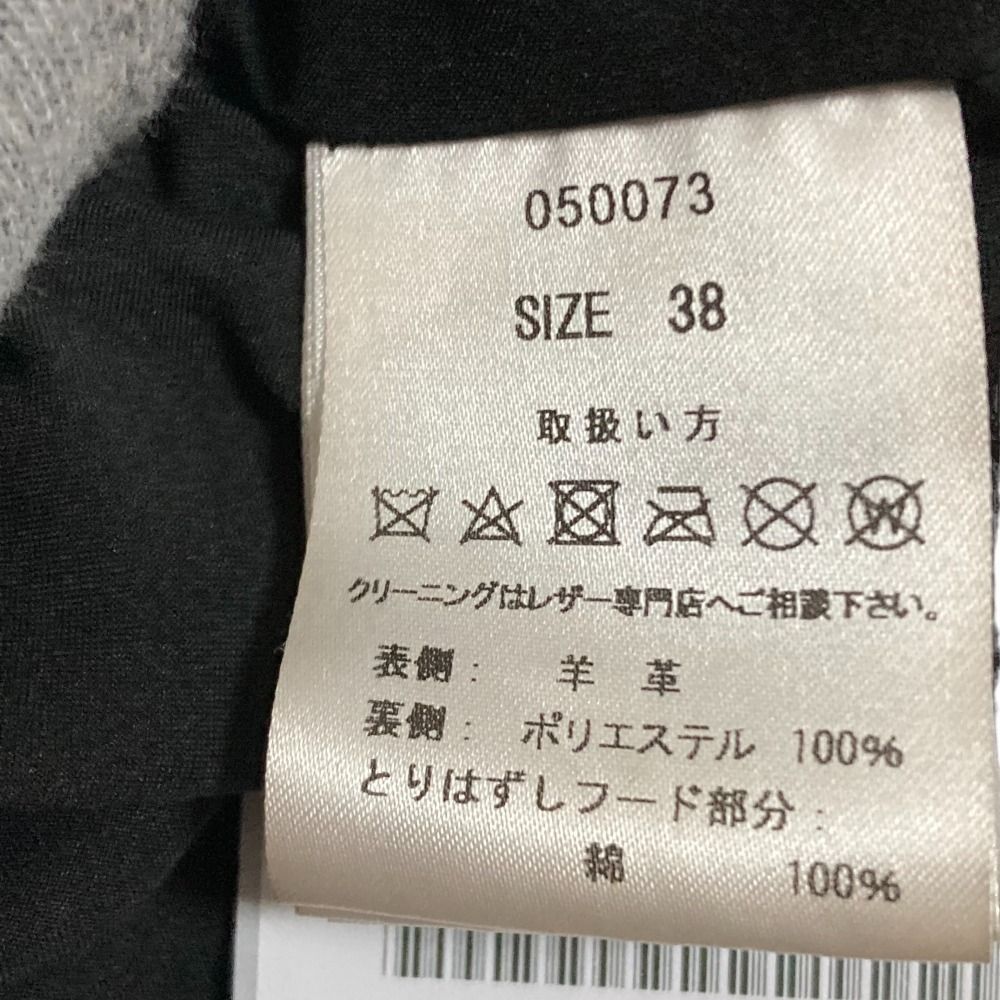 050073
SIZE 38
取扱い方
W
クリーニングはレザー専門店へご相談下さい。
表側： 羊革
裏側： ポリエステル 100%
とりはずしフード部分：
綿 100%